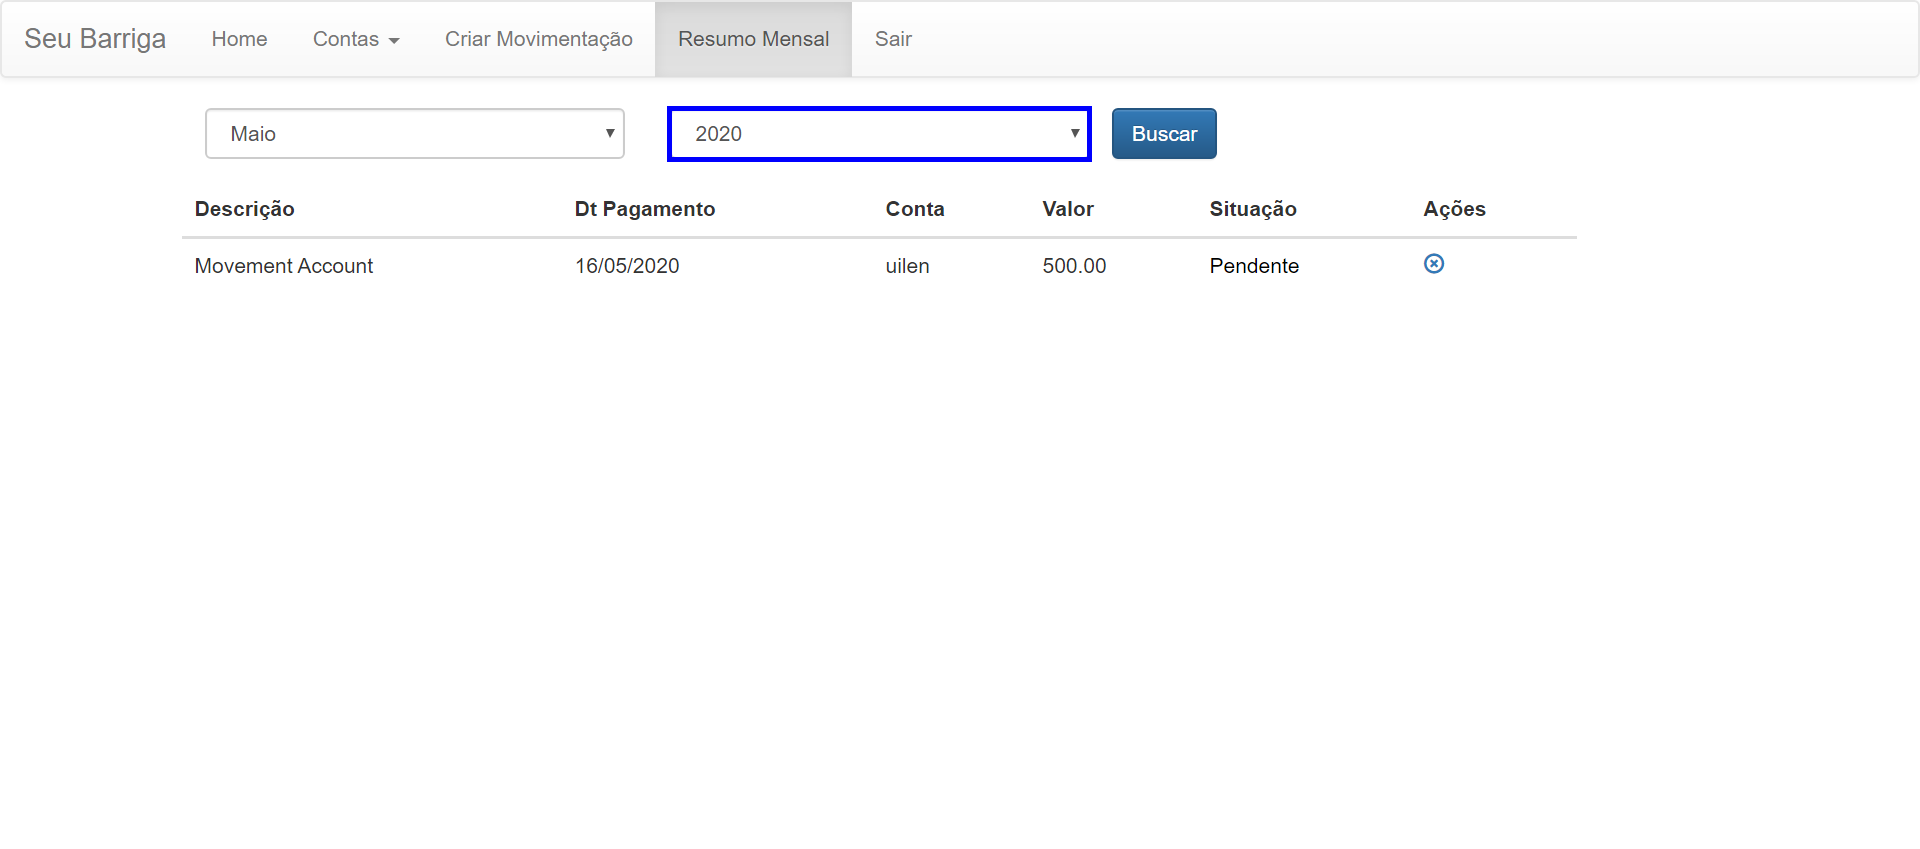 Seu Barriga Home Contas Criar Movimentação Resumo Mensal Sair
Maio 2020 Buscar
Descrição Dt Pagamento Conta Valor Situação Ações
Movement Account 16/05/2020 uilen 500.00 Pendente